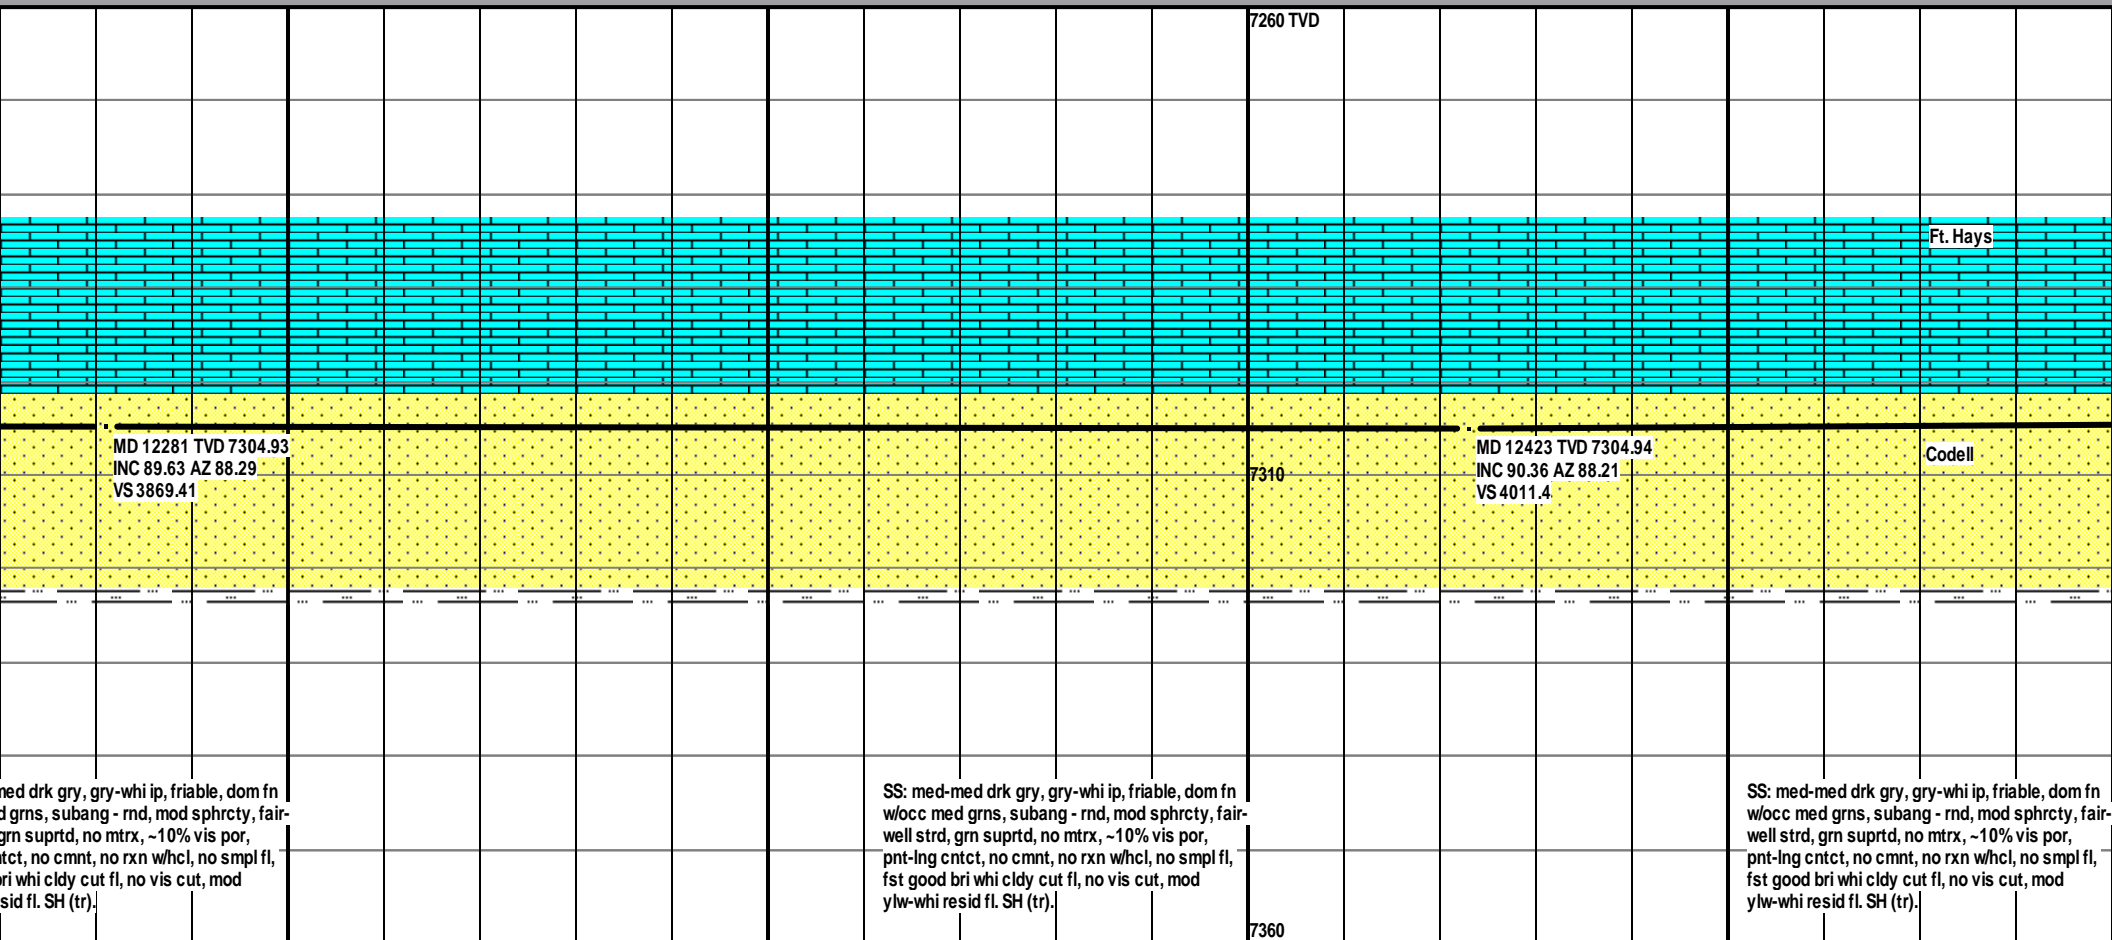 7260 TVD
Ft. Hays
MD 12281 TVD 7304.93
INC 89.63 AZ 88.29
VS 3869.41
MD 12423 TVD 7304.94
INC 90.36 AZ 88.21
VS 4011.4
Codell
7310
med drk gry, gry-whi ip, friable, dom fn
d grns, subang - rnd, mod sphrcty, fair-
grn suprtd, no mtrx, ~10% vis por,
ntct, no cmnt, no rxn w/hcl, no smpl fl,
bri whi cldy cut fl, no vis cut, mod
sid fl. SH (tr).
SS: med-med drk gry, gry-whi ip, friable, dom fn
w/occ med grns, subang - rnd, mod sphrcty, fair-
well strd, grn suprtd, no mtrx, ~10% vis por,
pnt-lng cntct, no cmnt, no rxn w/hcl, no smpl fl,
fst good bri whi cldy cut fl, no vis cut, mod
ylw-whi resid fl. SH (tr).
SS: med-med drk gry, gry-whi ip, friable, dom fn
w/occ med grns, subang - rnd, mod sphrcty, fair-
well strd, grn suprtd, no mtrx, ~10% vis por,
pnt-lng cntct, no cmnt, no rxn w/hcl, no smpl fl,
fst good bri whi cldy cut fl, no vis cut, mod
ylw-whi resid fl. SH (tr).
7360